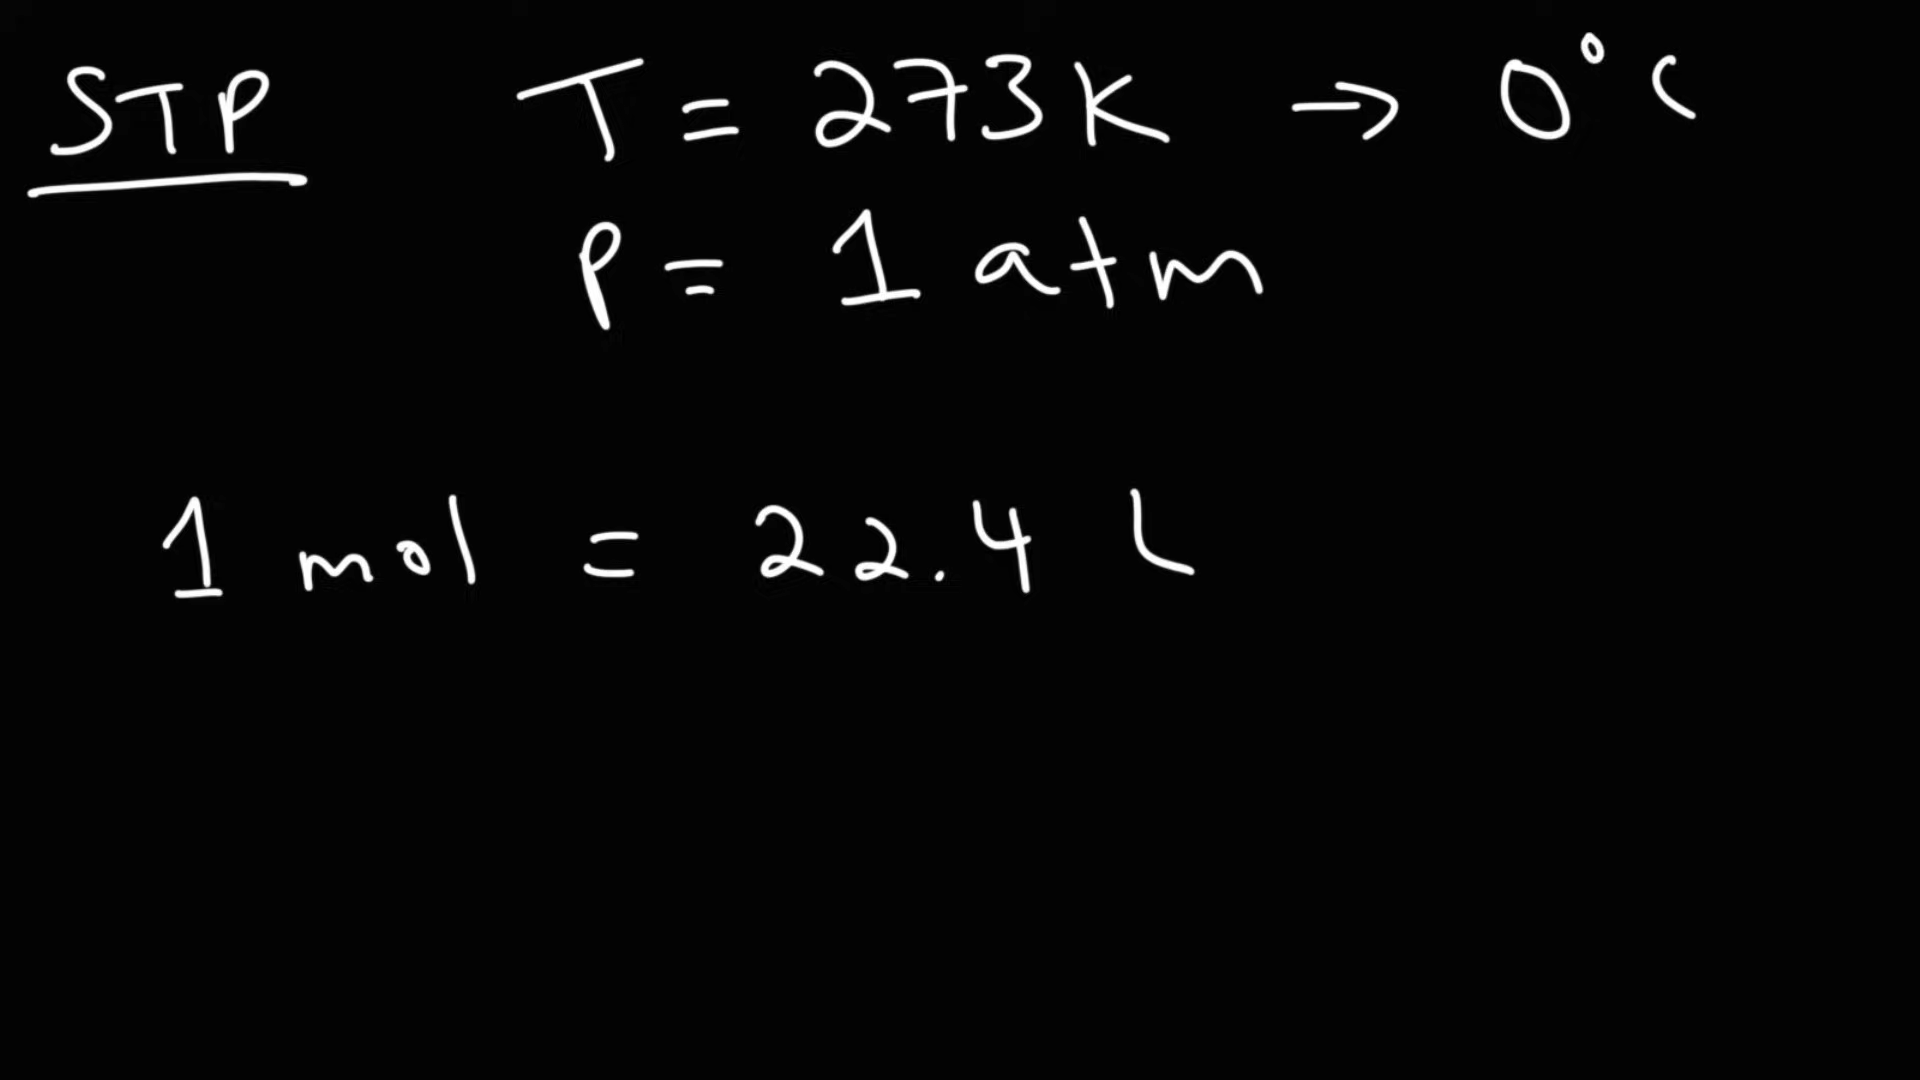 STP T = 273K → 0°C
P = 1 atm
1 mol = 22.4 L